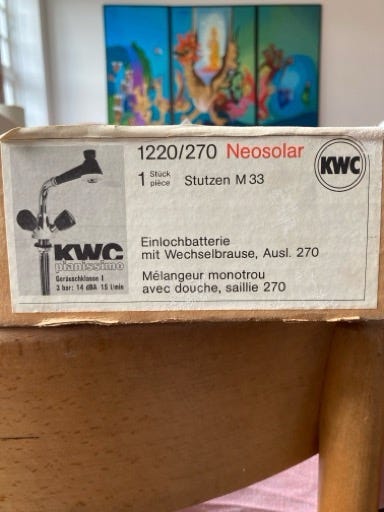 1220/270 Neosolar
1 Stück
pièce Stutzen M 33
KWC
Einlochbatterie
mit Wechselbrause, Ausl. 270
Mélangeur monotrou
avec douche, saillie 270
KWC
pianissimo
Geräuschklasse I
3 bar: 14 dBA 15 l/min